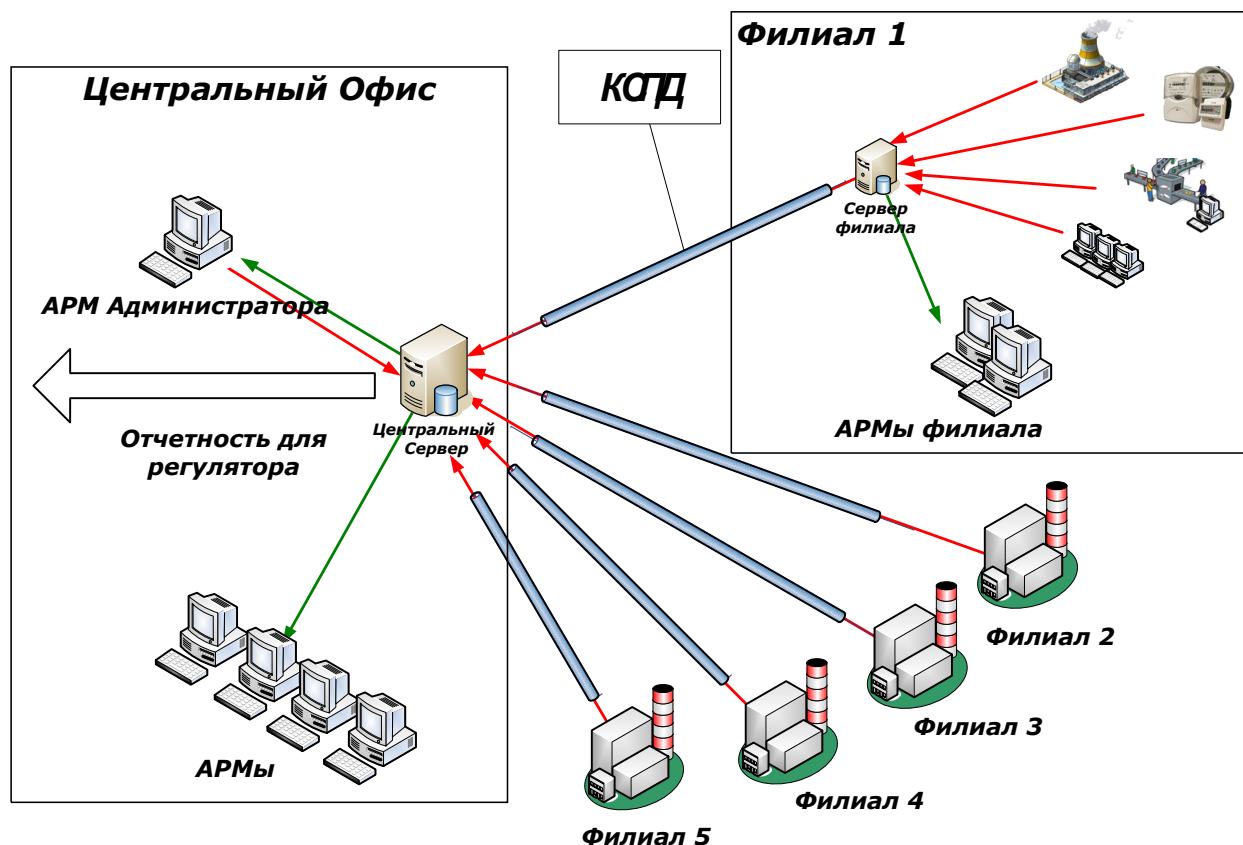 Филиал 1
Центральный Офис
КСПД
Сервер
филиала
АРМ Администратора
АРМы филиала
Центральный
Сервер
Отчетность для
регулятора
Филиал 2
Филиал 3
АРМы
Филиал 4
Филиал 5